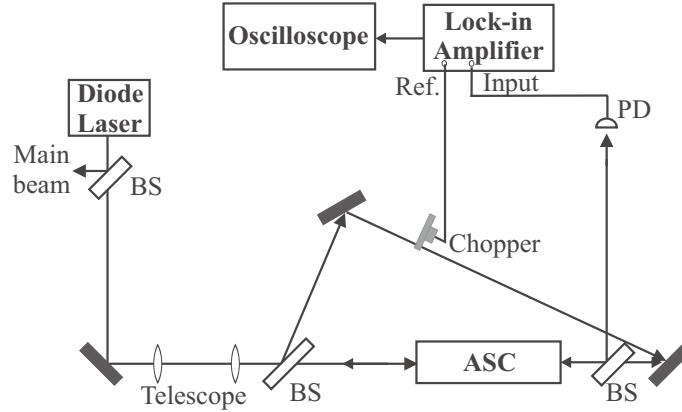 Oscilloscope
Lock-in
Amplifier
Ref.
Input
Diode
Laser
PD
Main
beam
BS
Chopper
Telescope
BS
ASC
BS